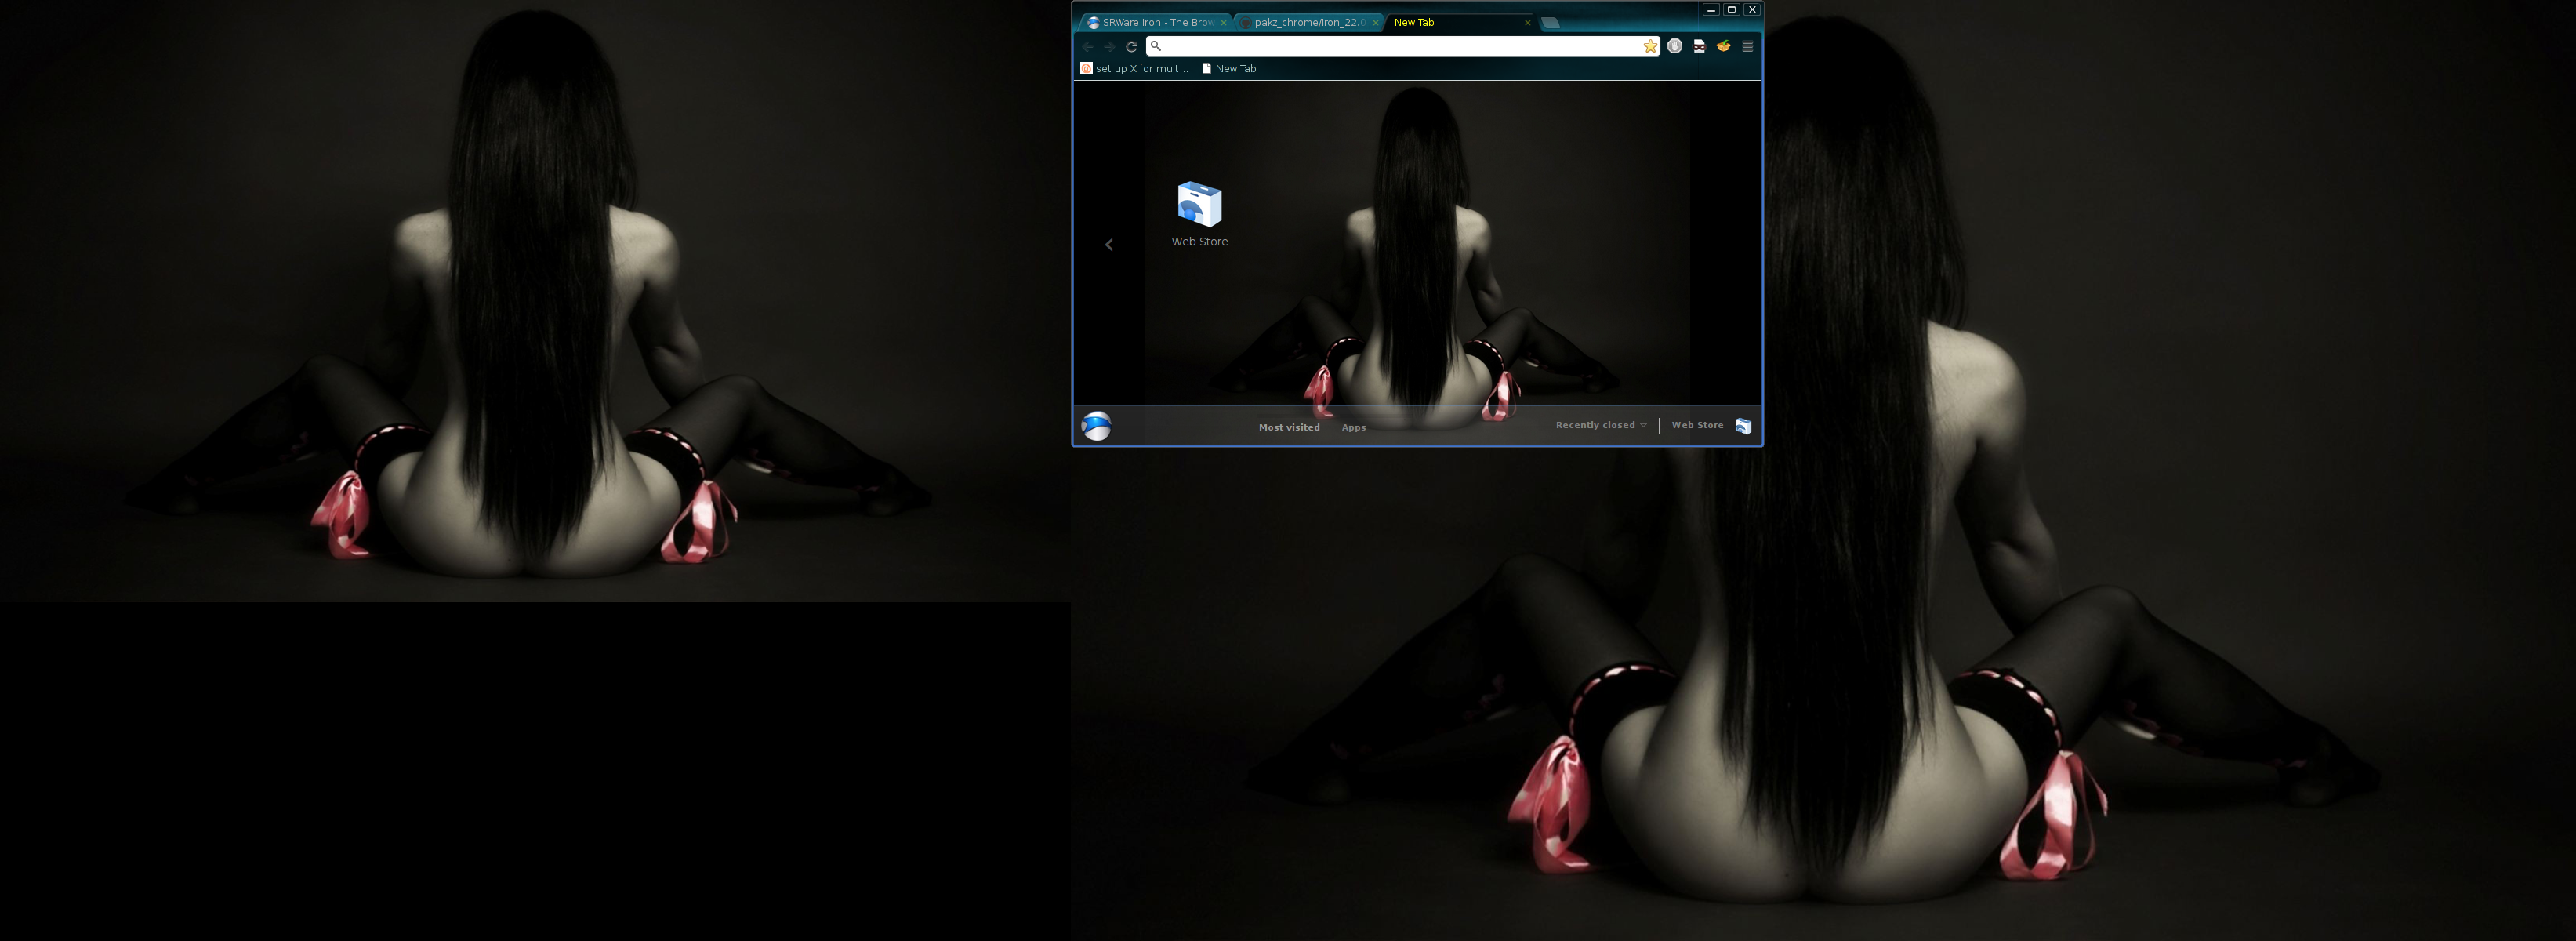 SRWare Iron - The Brow
pakz_chrome/iron_22.0
New Tab
set up X for mult...
New Tab
Web Store
Most visited
Apps
Recently closed
Web Store